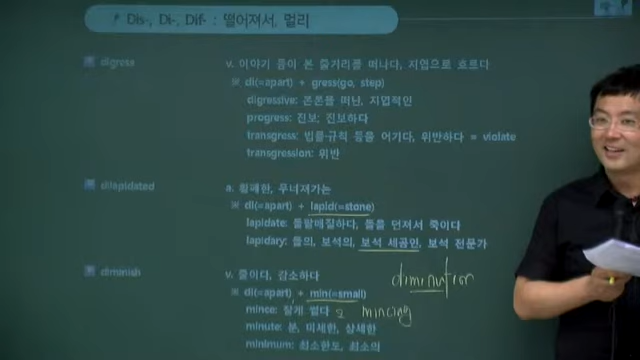 Dis-, Di-, Dif- : 떨어져서, 멀리
digress
v. 이야기 등이 본 줄거리를 떠나다, 지엽으로 흐르다
※ di(=apart) + gress(go, step)
digressive: 본론을 떠난, 지엽적인
progress: 진보; 진보하다
transgress: 법률·규칙 등을 어기다, 위반하다 = violate
transgression: 위반
dilapidated
a. 황폐한, 무너져가는
※ di(=apart) + lapid(=stone)
lapidate: 돌팔매질하다, 돌을 던져서 죽이다
lapidary: 돌의, 보석의, 보석 세공인, 보석 전문가
diminish
v. 줄이다, 감소하다
※ di(=apart) + min(=small)
diminution
mince: 잘게 썰다
mincing
minute: 분, 미세한, 상세한
minimum: 최소한도, 최소의